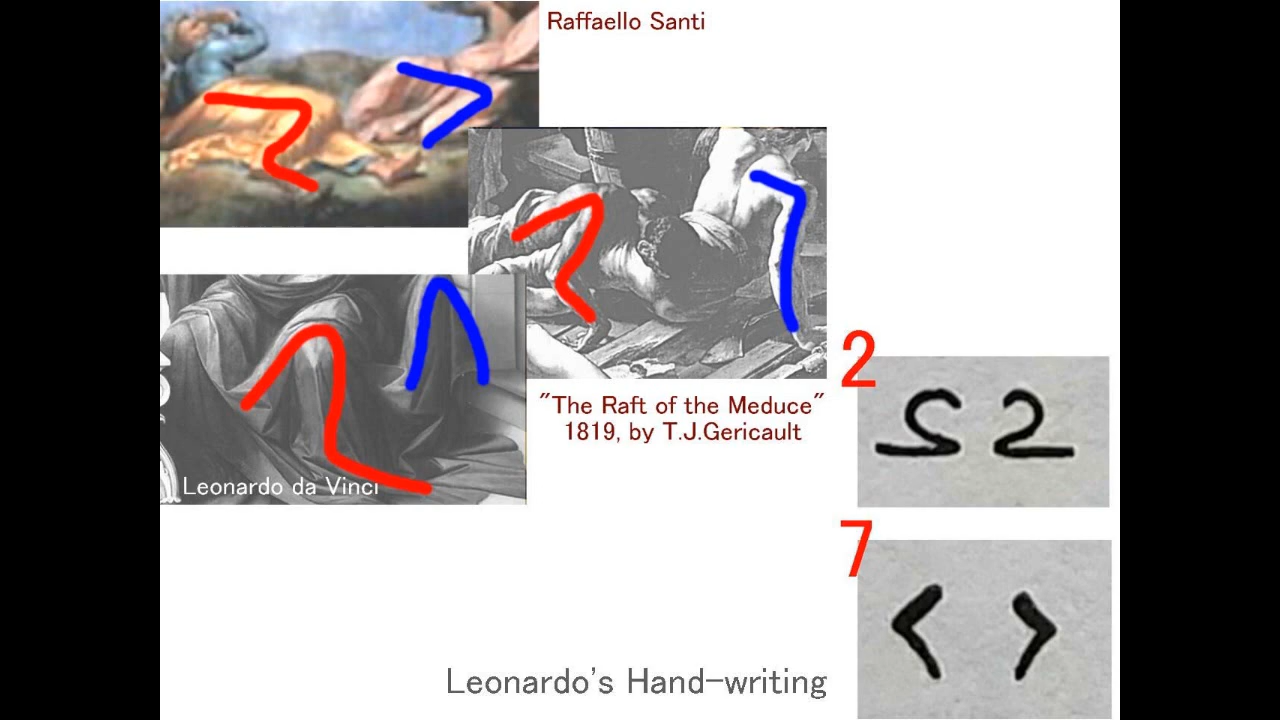 Raffaello Santi
"The Raft of the Meduce"
1819, by T.J.Gericault
Leonardo da Vinci
2
7
Leonardo's Hand-writing